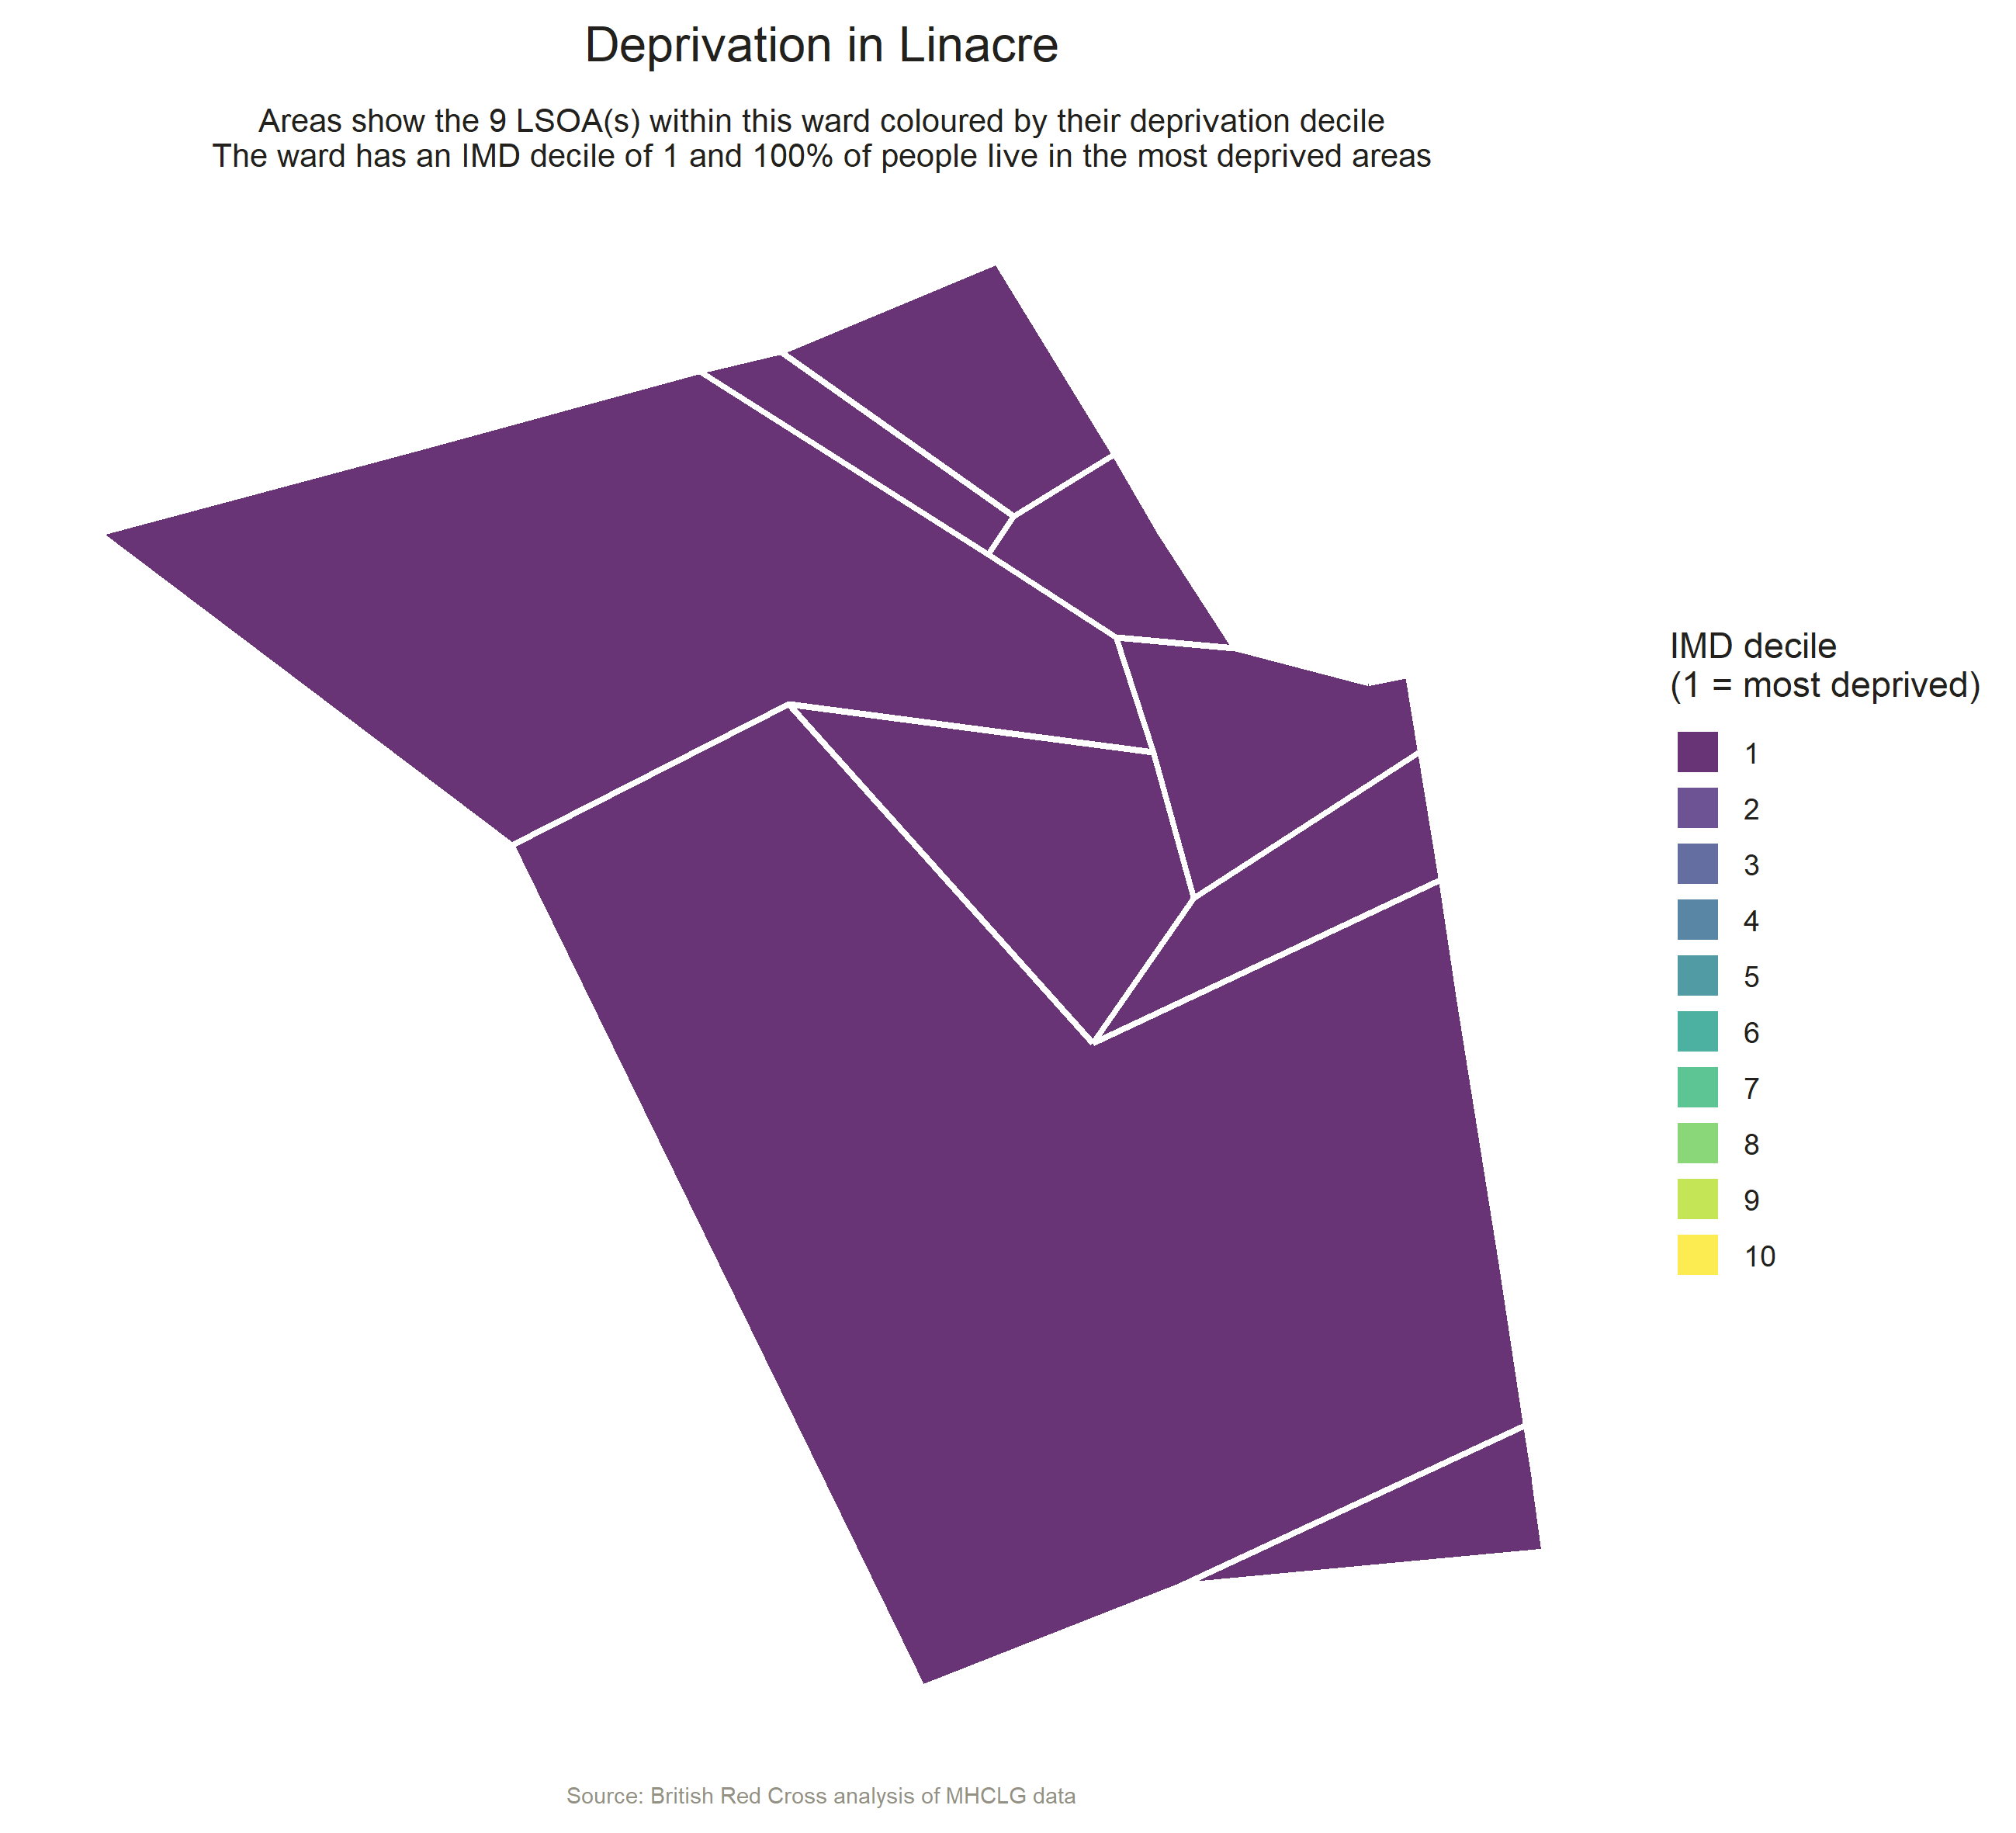 Deprivation in Linacre
Areas show the 9 LSOA(s) within this ward coloured by their deprivation decile
The ward has an IMD decile of 1 and 100% of people live in the most deprived areas
IMD decile
(1 = most deprived)
1
2
3
4
5
6
7
8
9
10
Source: British Red Cross analysis of MHCLG data